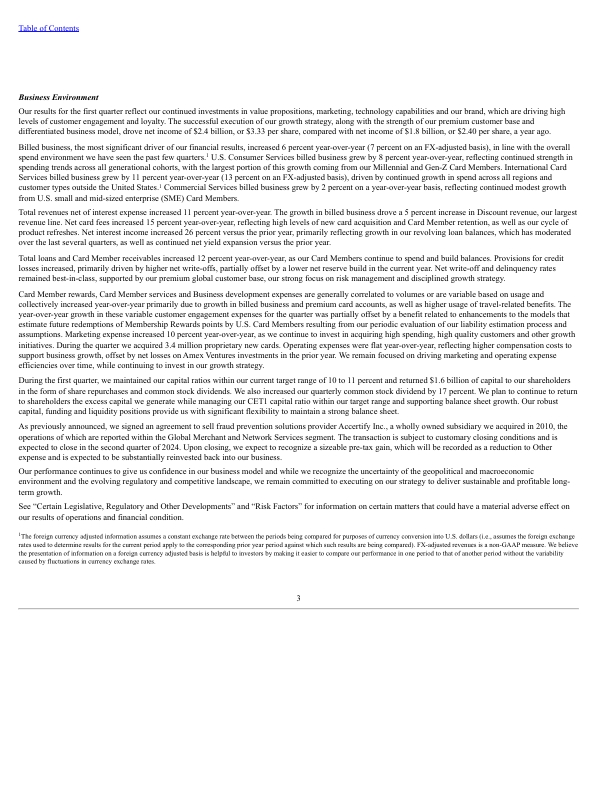 Table of Contents
Business Environment
Our results for the first quarter reflect our continued investments in value propositions, marketing, technology capabilities and our brand, which are driving high
levels of customer engagement and loyalty. The successful execution of our growth strategy, along with the strength of our premium customer base and
differentiated business model, drove net income of $2.4 billion, or $3.33 per share, compared with net income of $1.8 billion, or $2.40 per share, a year ago.
Billed business, the most significant driver of our financial results, increased 6 percent year-over-year (7 percent on an FX-adjusted basis), in line with the overall
spend environment we have seen the past few quarters.¹ U.S. Consumer Services billed business grew by 8 percent year-over-year, reflecting continued strength in
spending trends across all generational cohorts, with the largest portion of this growth coming from our Millennial and Gen-Z Card Members. International Card
Services billed business grew by 11 percent year-over-year (13 percent on an FX-adjusted basis), driven by continued growth in spend across all regions and
customer types outside the United States.¹ Commercial Services billed business grew by 2 percent on a year-over-year basis, reflecting continued modest growth
from U.S. small and mid-sized enterprise (SME) Card Members.
Total revenues net of interest expense increased 11 percent year-over-year. The growth in billed business drove a 5 percent increase in Discount revenue, our largest
revenue line. Net card fees increased 15 percent year-over-year, reflecting high levels of new card acquisition and Card Member retention, as well as our cycle of
product refreshes. Net interest income increased 26 percent versus the prior year, primarily reflecting growth in our revolving loan balances, which has moderated
over the last several quarters, as well as continued net yield expansion versus the prior year.
Total loans and Card Member receivables increased 12 percent year-over-year, as our Card Members continue to spend and build balances. Provisions for credit
losses increased, primarily driven by higher net write-offs, partially offset by a lower net reserve build in the current year. Net write-off and delinquency rates
remained best-in-class, supported by our premium global customer base, our strong focus on risk management and disciplined growth strategy.
Card Member rewards, Card Member services and Business development expenses are generally correlated to volumes or are variable based on usage and
collectively increased year-over-year primarily due to growth in billed business and premium card accounts, as well as higher usage of travel-related benefits. The
year-over-year growth in these variable customer engagement expenses for the quarter was partially offset by a benefit related to enhancements to the models that
estimate future redemptions of Membership Rewards points by U.S. Card Members resulting from our periodic evaluation of our liability estimation process and
assumptions. Marketing expense increased 10 percent year-over-year, as we continue to invest in acquiring high spending, high quality customers and other growth
initiatives. During the quarter we acquired 3.4 million proprietary new cards. Operating expenses were flat year-over-year, reflecting higher compensation costs to
support business growth, offset by net losses on Amex Ventures investments in the prior year. We remain focused on driving marketing and operating expense
efficiencies over time, while continuing to invest in our growth strategy.
During the first quarter, we maintained our capital ratios within our current target range of 10 to 11 percent and returned $1.6 billion of capital to our shareholders
in the form of share repurchases and common stock dividends. We also increased our quarterly common stock dividend by 17 percent. We plan to continue to return
to shareholders the excess capital we generate while managing our CET1 capital ratio within our target range and supporting balance sheet growth. Our robust
capital, funding and liquidity positions provide us with significant flexibility to maintain a strong balance sheet.
As previously announced, we signed an agreement to sell fraud prevention solutions provider Accertify Inc., a wholly owned subsidiary we acquired in 2010, the
operations of which are reported within the Global Merchant and Network Services segment. The transaction is subject to customary closing conditions and is
expected to close in the second quarter of 2024. Upon closing, we expect to recognize a sizeable pre-tax gain, which will be recorded as a reduction to Other
expense and is expected to be substantially reinvested back into our business.
Our performance continues to give us confidence in our business model and while we recognize the uncertainty of the geopolitical and macroeconomic
environment and the evolving regulatory and competitive landscape, we remain committed to executing on our strategy to deliver sustainable and profitable long-
term growth.
See “Certain Legislative, Regulatory and Other Developments” and “Risk Factors” for information on certain matters that could have a material adverse effect on
our results of operations and financial condition.
¹The foreign currency adjusted information assumes a constant exchange rate between the periods being compared for purposes of currency conversion into U.S. dollars (i.e., assumes the foreign exchange
rates used to determine results for the current period apply to the corresponding prior year period against which such results are being compared). FX-adjusted revenues is a non-GAAP measure. We believe
the presentation of information on a foreign currency adjusted basis is helpful to investors by making it easier to compare our performance in one period to that of another period without the variability
caused by fluctuations in currency exchange rates.
3